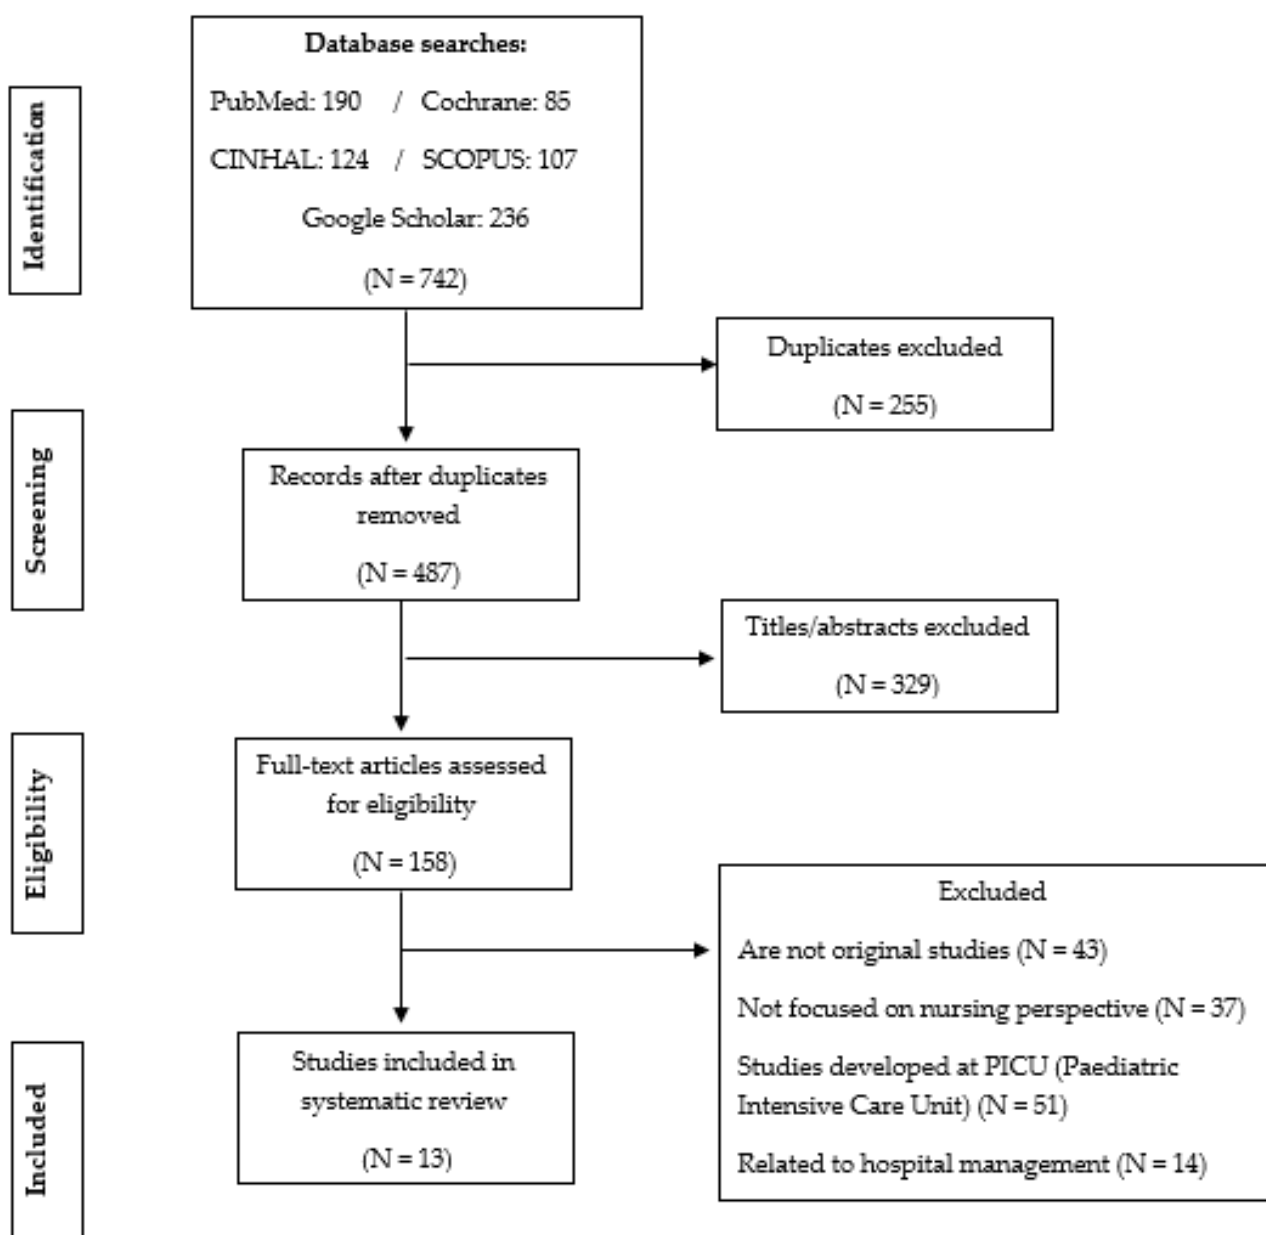 Identification
Database searches:
PubMed: 190 / Cochrane: 85
CINHAL: 124 / SCOPUS: 107
Google Scholar: 236
(N = 742)
Duplicates excluded
(N = 255)
Screening
Records after duplicates
removed
(N = 487)
Titles/abstracts excluded
(N = 329)
Eligibility
Full-text articles assessed
for eligibility
(N = 158)
Excluded
Are not original studies (N = 43)
Not focused on nursing perspective (N = 37)
Studies developed at PICU (Paediatric
Intensive Care Unit) (N = 51)
Related to hospital management (N = 14)
Included
Studies included in
systematic review
(N = 13)